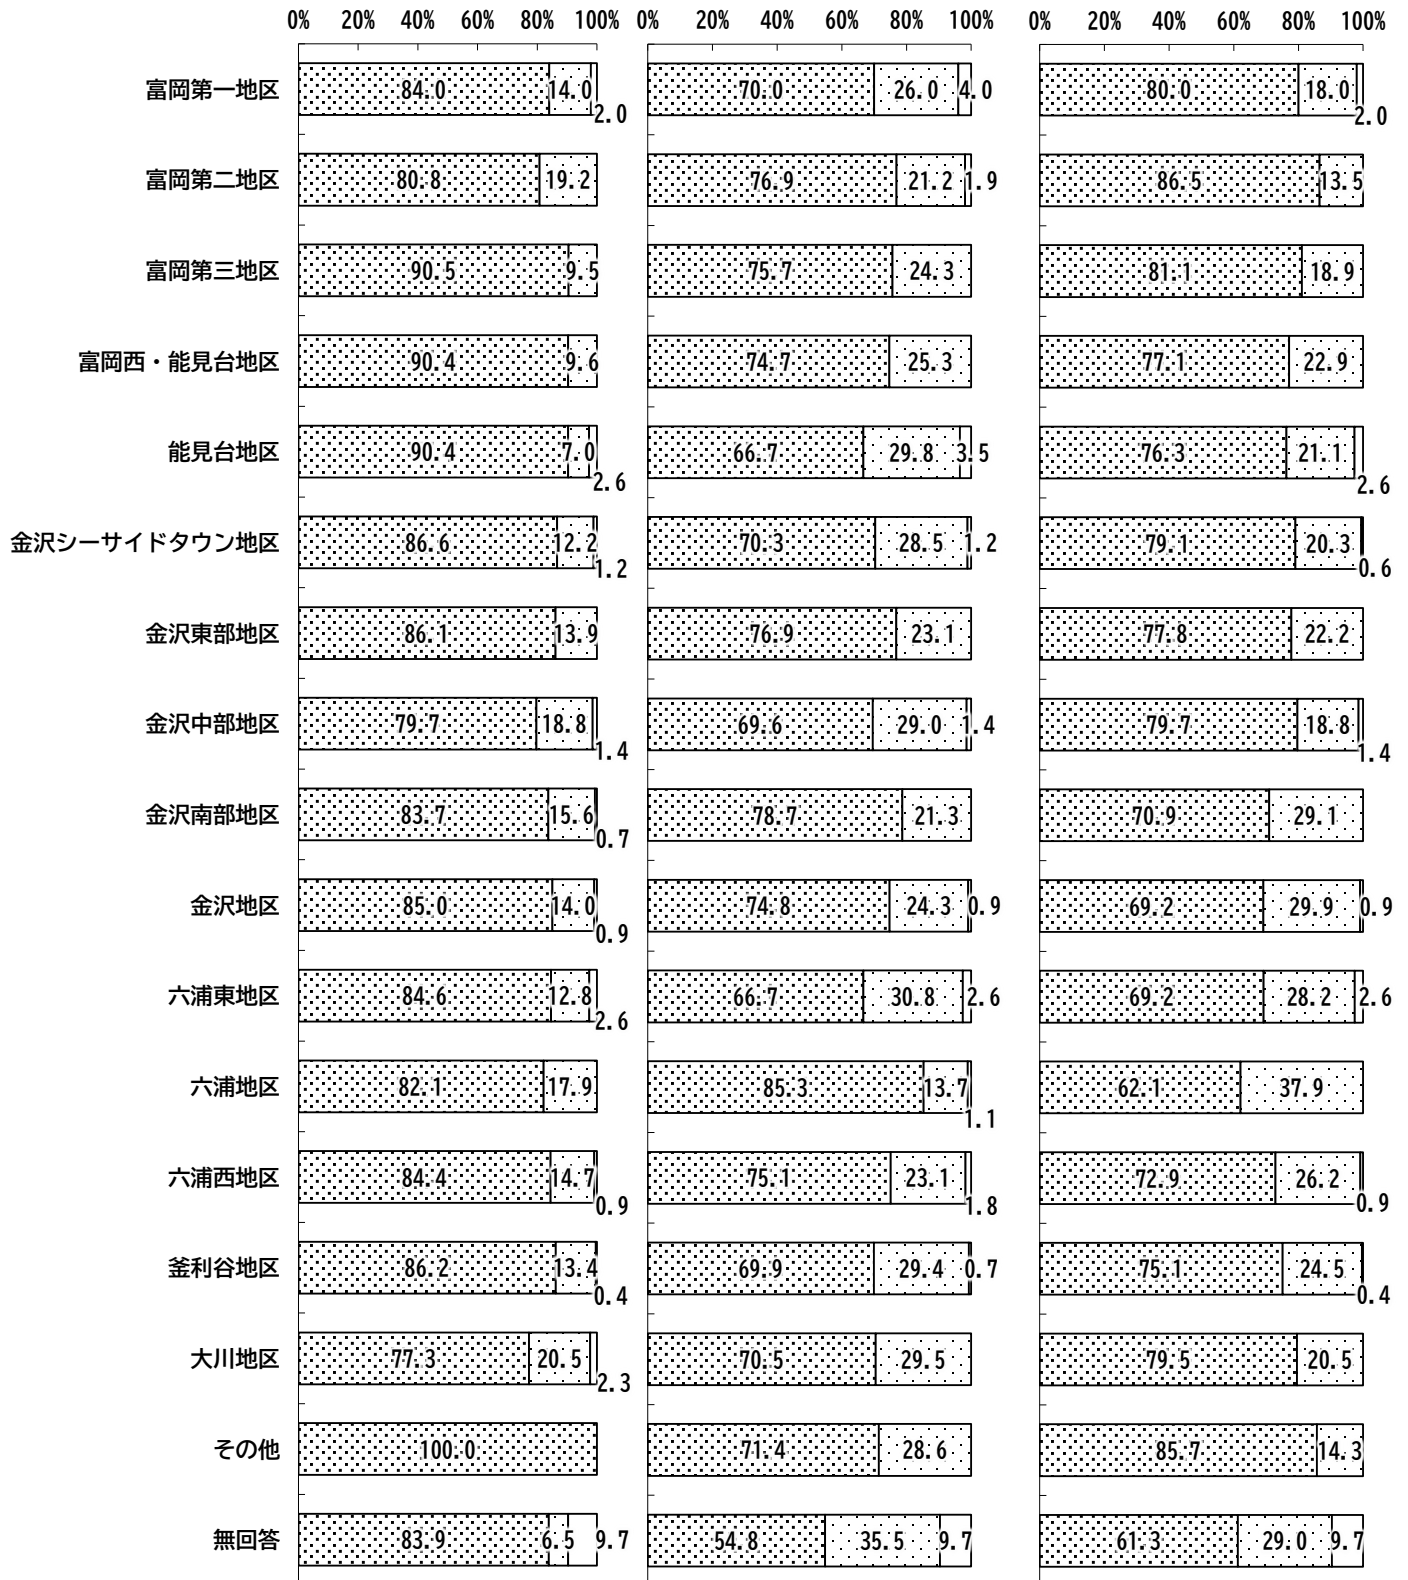 0% 20% 40% 60% 80% 100% 0% 20% 40% 60% 80% 100% 0% 20% 40% 60% 80% 100%
富岡第一地区 84.0 14.0 2.0 70.0 26.0 4.0 80.0 18.0 2.0
富岡第二地区 80.8 19.2 76.9 21.2 1.9 86.5 13.5
富岡第三地区 90.5 9.5 75.7 24.3 81.1 18.9
富岡西・能見台地区 90.4 9.6 74.7 25.3 77.1 22.9
能見台地区 90.4 7.0 2.6 66.7 29.8 3.5 76.3 21.1 2.6
金沢シーサイドタウン地区 86.6 12.2 1.2 70.3 28.5 1.2 79.1 20.3 0.6
金沢東部地区 86.1 13.9 76.9 23.1 77.8 22.2
金沢中部地区 79.7 18.8 1.4 69.6 29.0 1.4 79.7 18.8 1.4
金沢南部地区 83.7 15.6 0.7 78.7 21.3 70.9 29.1
金沢地区 85.0 14.0 0.9 74.8 24.3 0.9 69.2 29.9 0.9
六浦東地区 84.6 12.8 2.6 66.7 30.8 2.6 69.2 28.2 2.6
六浦地区 82.1 17.9 85.3 13.7 1.1 62.1 37.9
六浦西地区 84.4 14.7 0.9 75.1 23.1 1.8 72.9 26.2 0.9
釜利谷地区 86.2 13.4 0.4 69.9 29.4 0.7 75.1 24.5 0.4
大川地区 77.3 20.5 2.3 70.5 29.5 79.5 20.5
その他 100.0 71.4 28.6 85.7 14.3
無回答 83.9 6.5 9.7 54.8 35.5 9.7 61.3 29.0 9.7